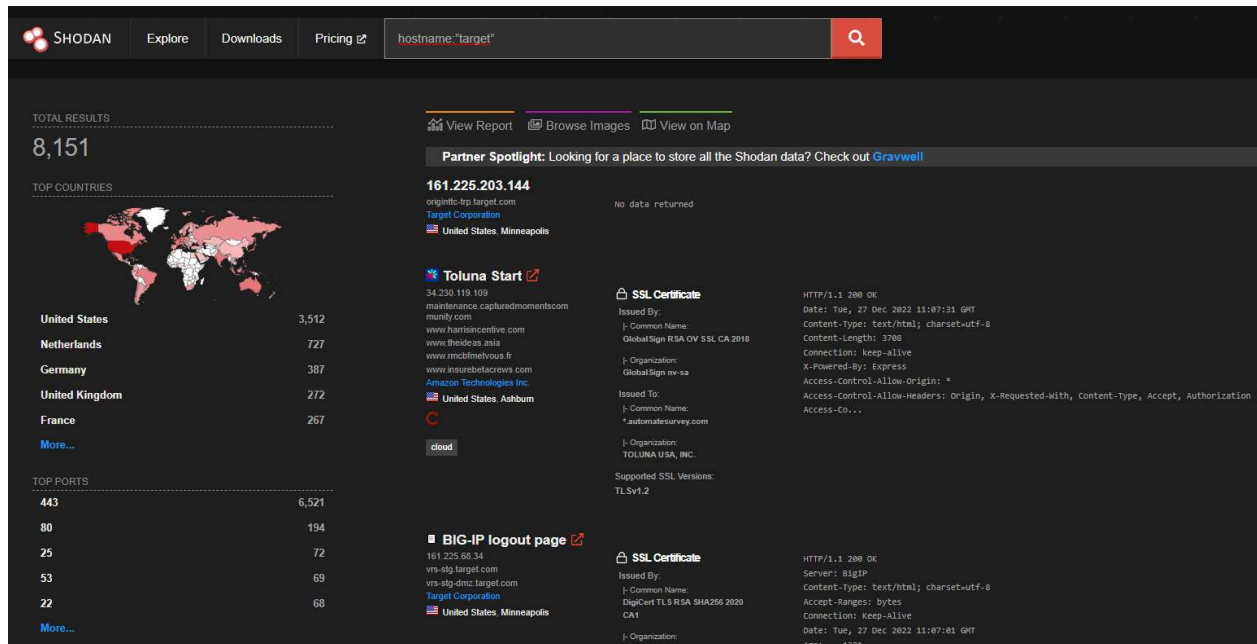 SHODAN Explore Downloads Pricing hostname:"target"
TOTAL RESULTS
8,151
TOP COUNTRIES
United States 3,512
Netherlands 727
Germany 387
United Kingdom 272
France 267
More...
TOP PORTS
443 6,521
80 194
25 72
53 69
22 68
More...
View Report Browse Images View on Map
Partner Spotlight: Looking for a place to store all the Shodan data? Check out Gravwell
161.225.203.144
originttc-trp.target.com
Target Corporation
United States, Minneapolis
No data returned
Toluna Start
34.230.119.109
maintenance.capturedmomentscom
munity.com
www.harrisincentive.com
www.theideas.asia
www.rmcbfmetvous.fr
www.insurebetacrews.com
Amazon Technologies Inc.
United States, Ashburn
cloud
SSL Certificate
Issued By:
|- Common Name:
GlobalSign RSA OV SSL CA 2018
|- Organization:
GlobalSign nv-sa
Issued To:
|- Common Name:
*.automatesurvey.com
|- Organization:
TOLUNA USA, INC.
Supported SSL Versions:
TLSv1.2
HTTP/1.1 200 OK
Date: Tue, 27 Dec 2022 11:07:31 GMT
Content-Type: text/html; charset=utf-8
Content-Length: 3708
Connection: keep-alive
X-Powered-By: Express
Access-Control-Allow-Origin: *
Access-Control-Allow-Headers: Origin, X-Requested-With, Content-Type, Accept, Authorization
Access-Co...
BIG-IP logout page
161.225.68.34
vrs-stg.target.com
vrs-stg-dmz.target.com
Target Corporation
United States, Minneapolis
SSL Certificate
Issued By:
|- Common Name:
DigiCert TLS RSA SHA256 2020
CA1
|- Organization:
HTTP/1.1 200 OK
Server: BigIP
Content-Type: text/html; charset=utf-8
Accept-Ranges: bytes
Connection: Keep-Alive
Date: Tue, 27 Dec 2022 11:07:01 GMT